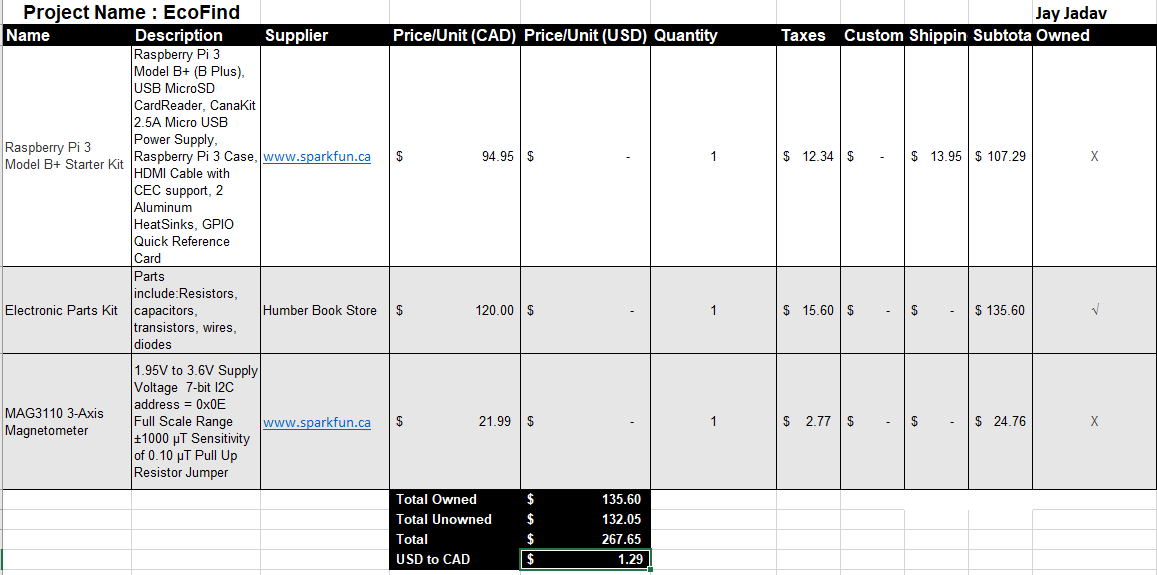 Project Name : EcoFind Jay Jadav
Name Description Supplier Price/Unit (CAD) Price/Unit (USD) Quantity Taxes Custom Shippin Subtota Owned
Raspberry Pi 3
Model B+ Starter Kit
Raspberry Pi 3
Model B+ (B Plus),
USB MicroSD
CardReader, CanaKit
2.5A Micro USB
Power Supply,
Raspberry Pi 3 Case,
HDMI Cable with
CEC support, 2
Aluminum
HeatSinks, GPIO
Quick Reference
Card
www.sparkfun.ca $ 94.95 $ - 1 $ 12.34 $ - $ 13.95 $ 107.29 X
Electronic Parts Kit
Parts
include:Resistors,
capacitors,
transistors, wires,
diodes
Humber Book Store $ 120.00 $ - 1 $ 15.60 $ - $ - $ 135.60 √
MAG3110 3-Axis
Magnetometer
1.95V to 3.6V Supply
Voltage 7-bit I2C
address = 0x0E
Full Scale Range
±1000 µT Sensitivity
of 0.10 µT Pull Up
Resistor Jumper
www.sparkfun.ca $ 21.99 $ - 1 $ 2.77 $ - $ - $ 24.76 X
Total Owned $ 135.60
Total Unowned $ 132.05
Total $ 267.65
USD to CAD $ 1.29